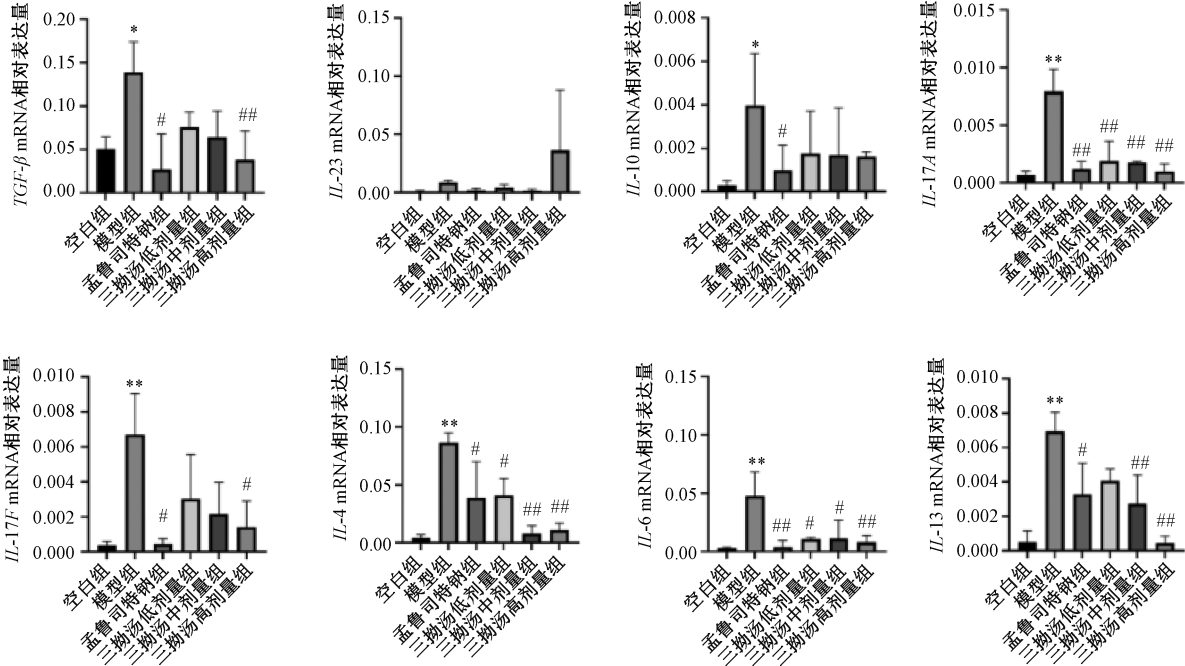 TGF-β mRNA相对表达量
0.20
0.15
0.10
0.05
0.00
*
#
##
空白组
模型组
孟鲁司特钠组
三拗汤低剂量组
三拗汤中剂量组
三拗汤高剂量组
IL-23 mRNA相对表达量
0.15
0.10
0.05
0.00
空白组
模型组
孟鲁司特钠组
三拗汤低剂量组
三拗汤中剂量组
三拗汤高剂量组
IL-10 mRNA相对表达量
0.008
0.006
0.004
0.002
0.000
*
#
空白组
模型组
孟鲁司特钠组
三拗汤低剂量组
三拗汤中剂量组
三拗汤高剂量组
IL-17A mRNA相对表达量
0.015
0.010
0.005
0.000
**
##
##
##
##
空白组
模型组
孟鲁司特钠组
三拗汤低剂量组
三拗汤中剂量组
三拗汤高剂量组
IL-17F mRNA相对表达量
0.010
0.008
0.006
0.004
0.002
0.000
**
#
#
空白组
模型组
孟鲁司特钠组
三拗汤低剂量组
三拗汤中剂量组
三拗汤高剂量组
IL-4 mRNA相对表达量
0.15
0.10
0.05
0.00
**
#
#
##
##
空白组
模型组
孟鲁司特钠组
三拗汤低剂量组
三拗汤中剂量组
三拗汤高剂量组
IL-6 mRNA相对表达量
0.15
0.10
0.05
0.00
**
##
#
#
##
空白组
模型组
孟鲁司特钠组
三拗汤低剂量组
三拗汤中剂量组
三拗汤高剂量组
IL-13 mRNA相对表达量
0.010
0.008
0.006
0.004
0.002
0.000
**
#
##
##
空白组
模型组
孟鲁司特钠组
三拗汤低剂量组
三拗汤中剂量组
三拗汤高剂量组